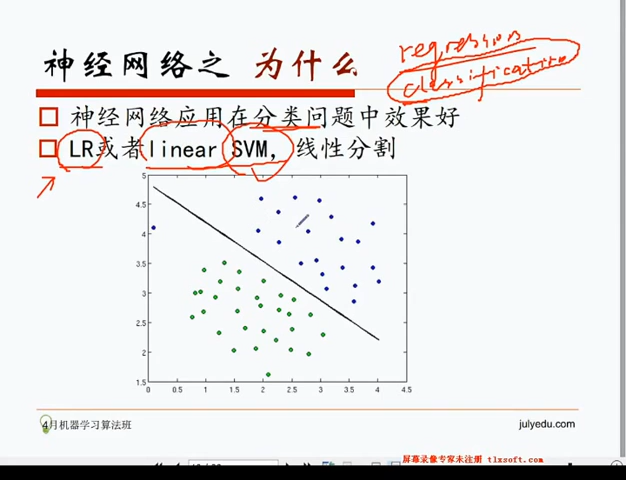 regression
classification
神经网络之 为什么
神经网络应用在分类问题中效果好
LR或者linear SVM，线性分割
5
4.5
4
3.5
3
2.5
2
1.5
0 0.5 1 1.5 2 2.5 3 3.5 4 4.5
4月机器学习算法班 julyedu.com
屏幕录像专家未注册 tlxsoft.com